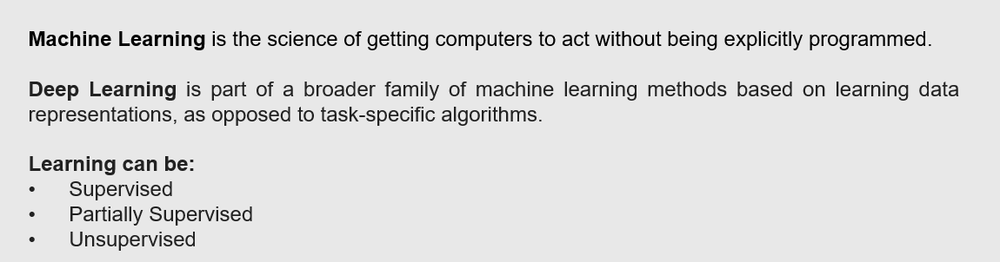 Machine Learning is the science of getting computers to act without being explicitly programmed.
Deep Learning is part of a broader family of machine learning methods based on learning data
representations, as opposed to task-specific algorithms.
Learning can be:
• Supervised
• Partially Supervised
• Unsupervised